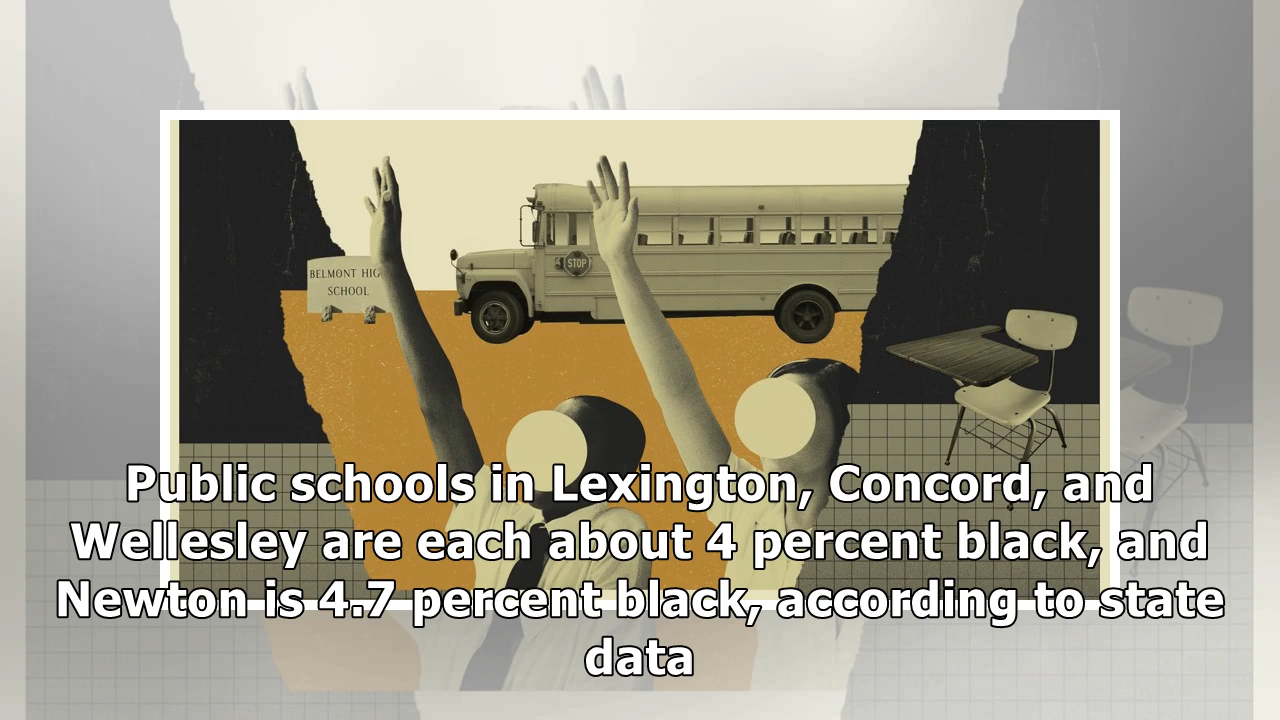 BELMONT HIG
SCHOOL
STOP
Public schools in Lexington, Concord, and
Wellesley are each about 4 percent black, and
Newton is 4.7 percent black, according to state
data